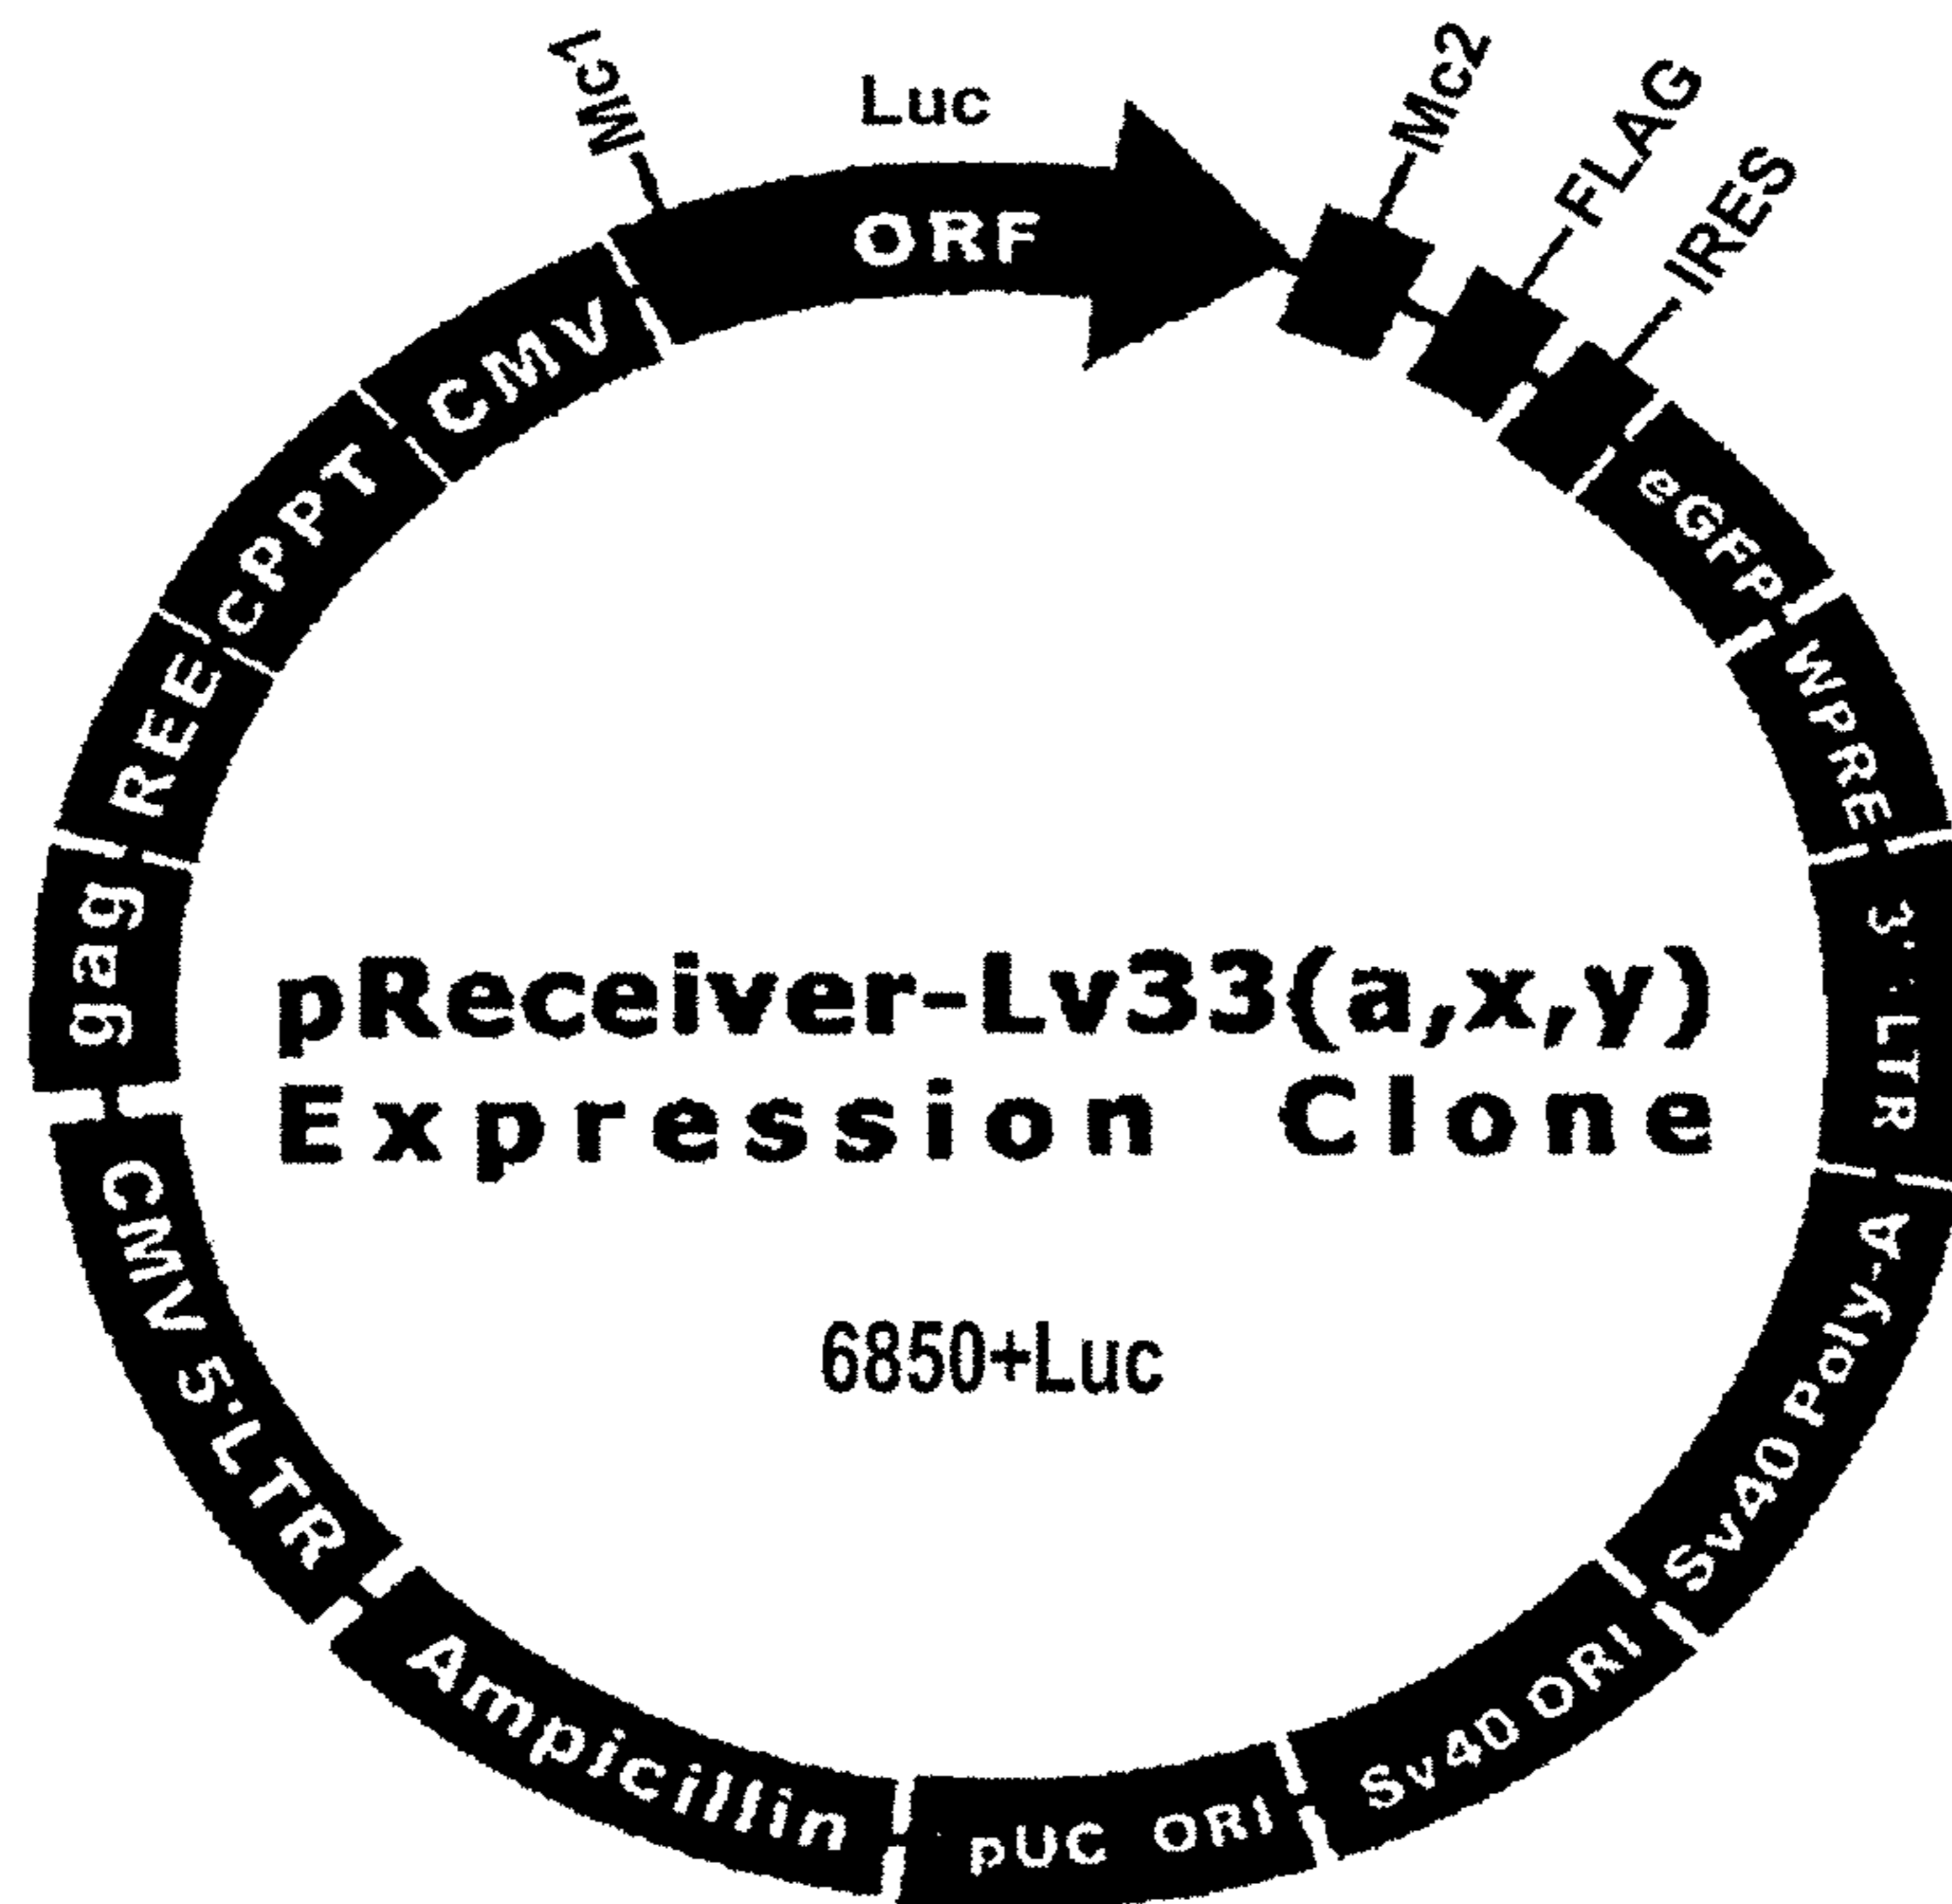 Mc1
Luc
Mc2
FLAG
IRES
ORF
CMV
cPPT
REE
gag
eGFP
WPRE
3' LTR
pReceiver-Lv33(a,x,y)
Expression Clone
6850+Luc
CMV 5'LTR
SV40 poly-A
Ampicillin
pUC ORI
SV40 ORI